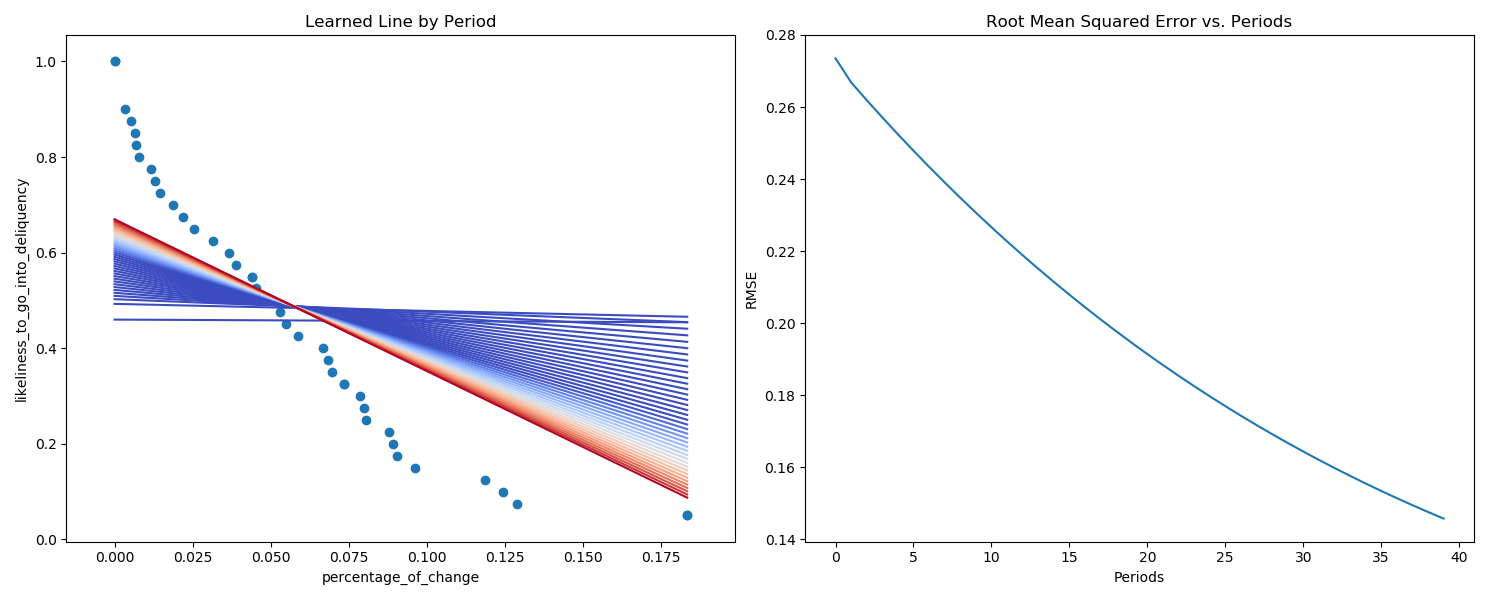 Learned Line by Period
likeliness_to_go_into_deliquency
1.0
0.8
0.6
0.4
0.2
0.0
0.000 0.025 0.050 0.075 0.100 0.125 0.150 0.175
percentage_of_change
Root Mean Squared Error vs. Periods
RMSE
0.28
0.26
0.24
0.22
0.20
0.18
0.16
0.14
0 5 10 15 20 25 30 35 40
Periods